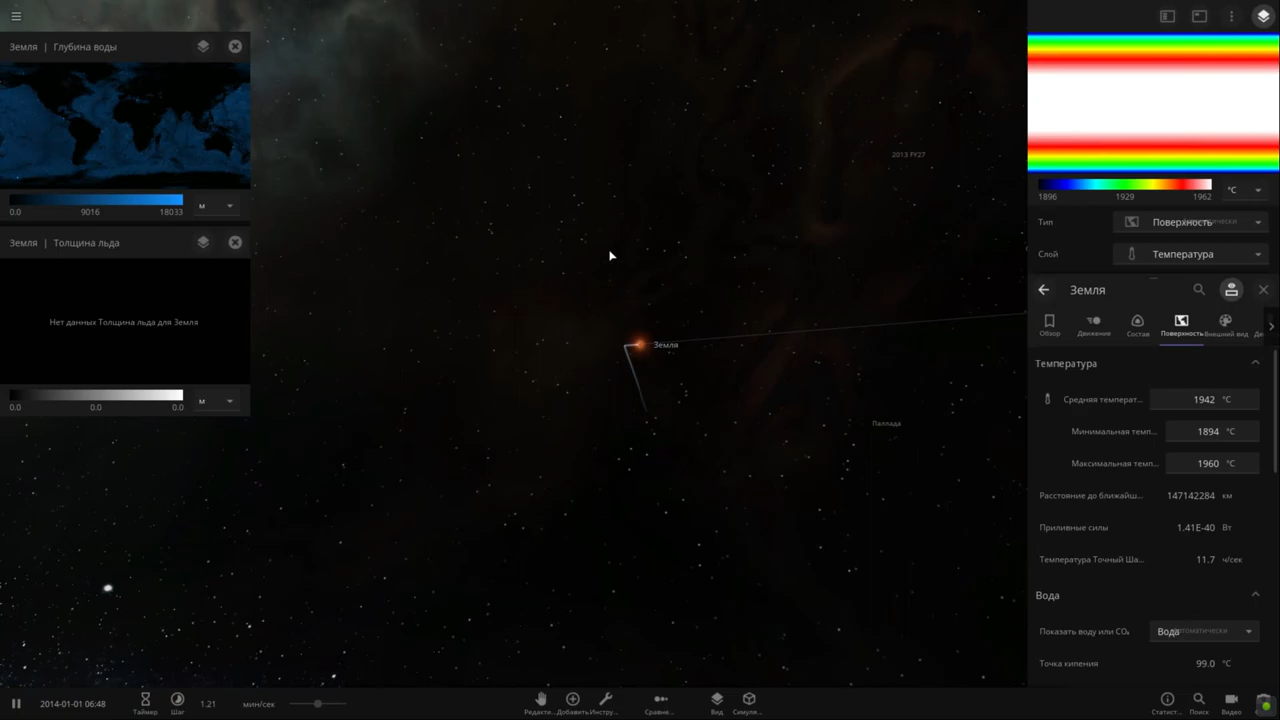 Земля | Глубина воды
0.0 9016 18033
м
Земля | Толщина льда
Нет данных Толщина льда для Земля
0.0 0.0 0.0
м
2013 FY27
Земля
Паллада
1896 1929 1962
°C
Тип Поверхность
Слой Температура
Земля
Обзор Движение Состав Поверхность Внешний вид
Температура
Средняя температ... 1942 °C
Минимальная темп... 1894 °C
Максимальная темп... 1960 °C
Расстояние до ближайш... 147142284 км
Приливные силы 1.41E-40 Вт
Температура Точный Ша... 11.7 ч/сек
Вода
Показать воду или CO₂ Вода Автоматически
Точка кипения 99.0 °C
2014-01-01 06:48 Таймер Шаг 1.21 мин/сек Редакти... Добавить Инстру... Сравне... Вид Симуля... Статист... Поиск Видео